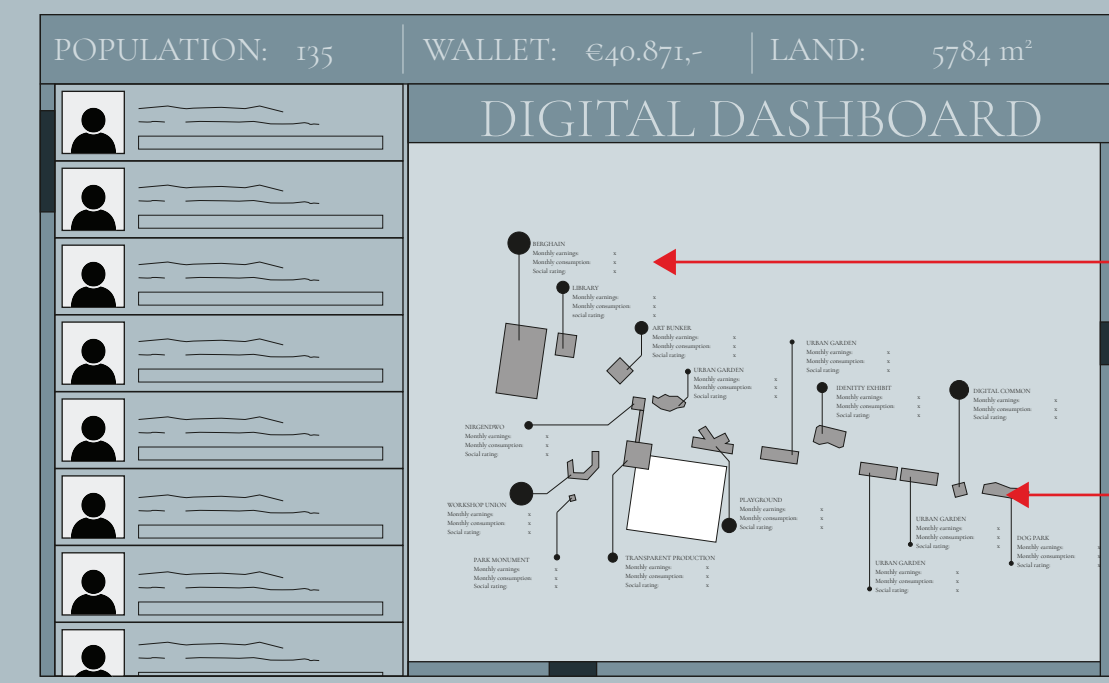 POPULATION: 135
WALLET: €40.871,-
LAND: 5784 m²
DIGITAL DASHBOARD
BERGHAIN
Monthly earnings: x
Monthly consumption: x
Social rating: x
LIBRARY
Monthly earnings: x
Monthly consumption: x
social rating: x
ART BUNKER
Monthly earnings: x
Monthly consumption: x
Social rating: x
URBAN GARDEN
Monthly earnings: x
Monthly consumption: x
Social rating: x
URBAN GARDEN
Monthly earnings: x
Monthly consumption: x
Social rating: x
IDENTITY EXHIBIT
Monthly earnings: x
Monthly consumption: x
Social rating: x
DIGITAL COMMON
Monthly earnings: x
Monthly consumption: x
Social rating: x
NIRGENDWO
Monthly earnings: x
Monthly consumption: x
Social rating: x
WORKSHOP UNION
Monthly earnings: x
Monthly consumption: x
Social rating: x
PLAYGROUND
Monthly earnings: x
Monthly consumption: x
Social rating: x
URBAN GARDEN
Monthly earnings: x
Monthly consumption: x
Social rating: x
DOG PARK
Monthly earnings: x
Monthly consumption: x
Social rating: x
PARK MONUMENT
Monthly earnings: x
Monthly consumption: x
Social rating: x
TRANSPARENT PRODUCTION
Monthly earnings: x
Monthly consumption: x
Social rating: x
URBAN GARDEN
Monthly earnings: x
Monthly consumption: x
Social rating: x